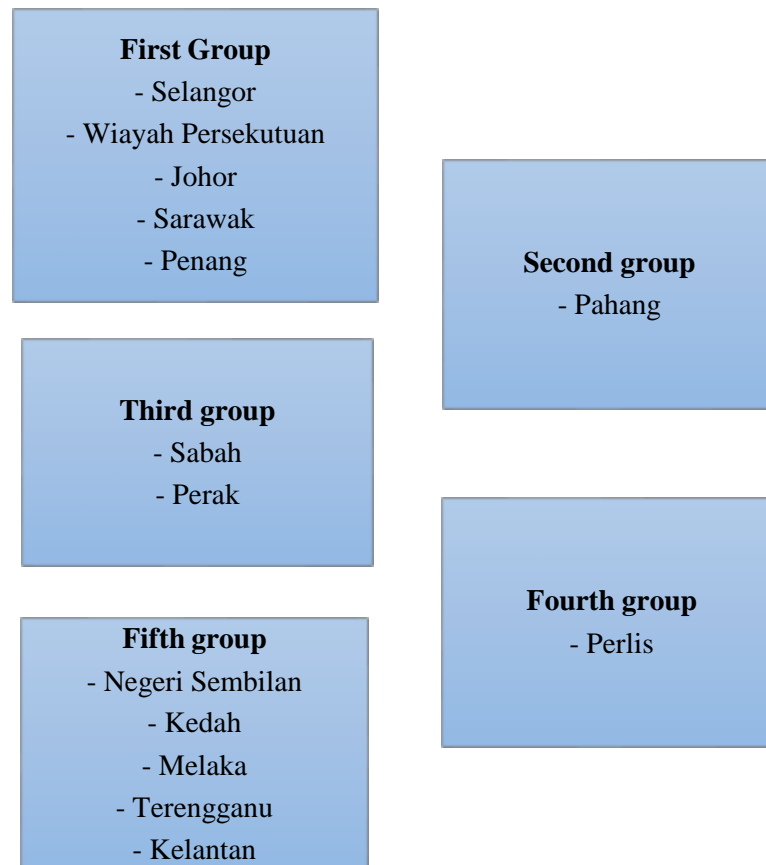 First Group
- Selangor
- Wiayah Persekutuan
- Johor
- Sarawak
- Penang
Second group
- Pahang
Third group
- Sabah
- Perak
Fourth group
- Perlis
Fifth group
- Negeri Sembilan
- Kedah
- Melaka
- Terengganu
- Kelantan